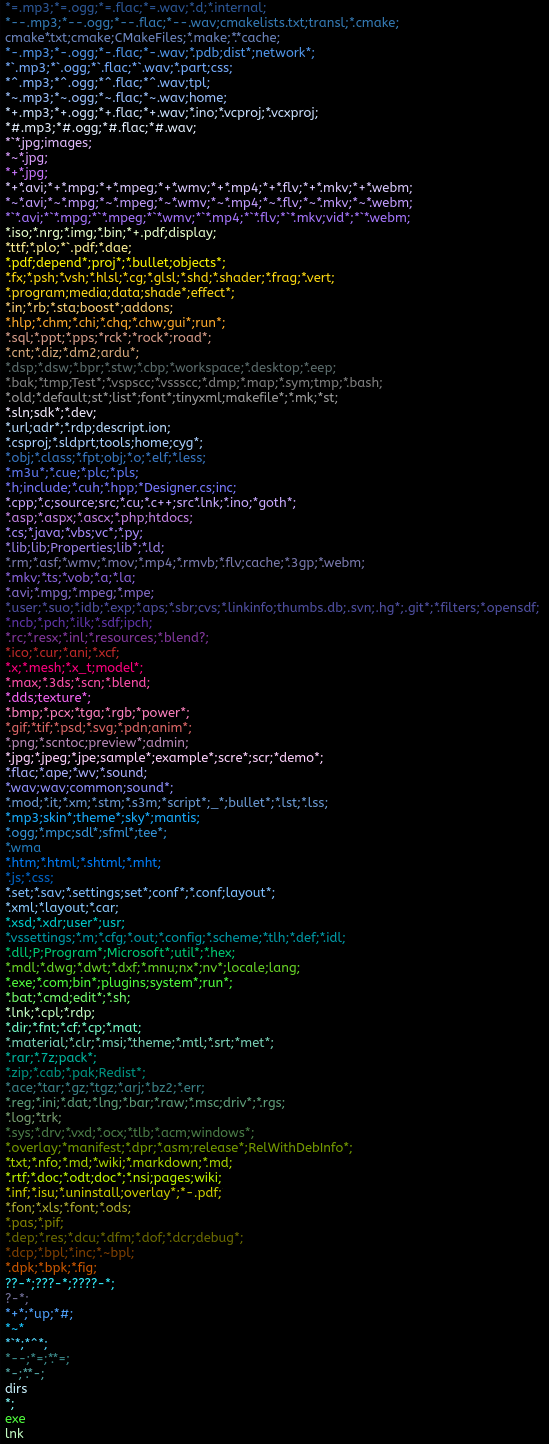 *=.mp3;*=.ogg;*=.flac;*=.wav;*.d;*.internal;
*--.mp3;*--.ogg;*--.flac;*--.wav;cmakelists.txt;transl;*.cmake;
cmake*.txt;cmake;CMakeFiles;*.make;*.*cache;
*-.mp3;*-.ogg;*-.flac;*-.wav;*.pdb;dist*;network*;
*`.mp3;*`.ogg;*`.flac;*`.wav;*.part;css;
*^.mp3;*^.ogg;*^.flac;*^.wav;tpl;
*~.mp3;*~.ogg;*~.flac;*~.wav;home;
*+.mp3;*+.ogg;*+.flac;*+.wav;*.ino;*.vcproj;*.vcxproj;
*#.mp3;*#.ogg;*#.flac;*#.wav;
*`*.jpg;images;
*~*.jpg;
*+*.jpg;
*+*.avi;*+*.mpg;*+*.mpeg;*+*.wmv;*+*.mp4;*+*.flv;*+*.mkv;*+*.webm;
*~*.avi;*~*.mpg;*~*.mpeg;*~*.wmv;*~*.mp4;*~*.flv;*~*.mkv;*~*.webm;
*`*.avi;*`*.mpg;*`*.mpeg;*`*.wmv;*`*.mp4;*`*.flv;*`*.mkv;vid*;*`*.webm;
*.iso;*.nrg;*.img;*.bin;*+.pdf;display;
*.ttf;*.plo;*`.pdf;*.dae;
*.pdf;depend*;proj*;*.bullet;objects*;
*.fx;*.psh;*.vsh;*.hlsl;*.cg;*.glsl;*.shd;*.shader;*.frag;*.vert;
*.program;media;data;shade*;effect*;
*.in;*.rb;*.sta;boost*;addons;
*.hlp;*.chm;*.chi;*.chq;*.chw;gui*;run*;
*.sql;*.ppt;*.pps;*rck*;*rock*;road*;
*.cnt;*.diz;*.dm2;ardu*;
*.dsp;*.dsw;*.bpr;*.stw;*.cbp;*.workspace;*.desktop;*.eep;
*.bak;*.tmp;Test*;*.vspscc;*.vssscc;*.dmp;*.map;*.sym;tmp;*.bash;
*.old;*.default;st*;list*;font*;tinyxml;makefile*;*.mk;*st;
*.sln;sdk*;*.dev;
*.url;adr*;*.rdp;descript.ion;
*.csproj;*.sldprt;tools;home;cyg*;
*.obj;*.class;*.fpt;obj;*.o;*.elf;*.less;
*.m3u*;*.cue;*.plc;*.pls;
*.h;include;*.cuh;*.hpp;*Designer.cs;inc;
*.cpp;*.c;source;src;*.cu;*.c++;src*.lnk;*.ino;*goth*;
*.asp;*.aspx;*.ascx;*.php;htdocs;
*.cs;*.java;*.vbs;vc*;*.py;
*.lib;lib;Properties;lib*;*.ld;
*.rm;*.asf;*.wmv;*.mov;*.mp4;*.rmvb;*.flv;cache;*.3gp;*.webm;
*.mkv;*.ts;*.vob;*.a;*.la;
*.avi;*mpg;*.mpeg;*.mpe;
*.user;*.suo;*.idb;*.exp;*.aps;*.sbr;cvs;*.linkinfo;thumbs.db;.svn;.hg*;.git*;*.filters;*.opensdf;
*.ncb;*.pch;*.ilk;*.sdf;ipch;
*.rc;*.resx;*.inl;*.resources;*.blend?;
*.ico;*.cur;*.ani;*.xcf;
*.x;*.mesh;*.x_t;model*;
*.max;*.3ds;*.scn;*.blend;
*.dds;texture*;
*.bmp;*.pcx;*.tga;*.rgb;*power*;
*.gif;*.tif;*.psd;*.svg;*.pdn;anim*;
*.png;*.scntoc;preview*;admin;
*.jpg;*.jpeg;*.jpe;sample*;example*;scre*;scr;*demo*;
*.flac;*.ape;*.wv;*.sound;
*.wav;wav;common;sound*;
*.mod;*.it;*.xm;*.stm;*.s3m;*script*;_*;bullet*;*.lst;*.lss;
*.mp3;skin*;theme*;sky*;mantis;
*.ogg;*.mpc;sdl*;sfml*;tee*;
*.wma
*.htm;*.html;*.shtml;*.mht;
*.js;*.css;
*.set;*.sav;*.settings;set*;conf*;*.conf;layout*;
*.xml;*.layout;*.car;
*.xsd;*.xdr;user*;usr;
*.vssettings;*.m;*.cfg;*.out;*.config;*.scheme;*.tlh;*.def;*.idl;
*.dll;P;Program*;Microsoft*;util*;*.hex;
*.mdl;*.dwg;*.dwt;*.dxf;*.mnu;nx*;nv*;locale;lang;
*.exe;*.com;bin*;plugins;system*;run*;
*.bat;*.cmd;edit*;*.sh;
*.lnk;*.cpl;*.rdp;
*.dir;*.fnt;*.cf;*.cp;*.mat;
*.material;*.clr;*.msi;*.theme;*.mtl;*.srt;*met*;
*.rar;*.7z;pack*;
*.zip;*.cab;*.pak;Redist*;
*.ace;*.tar;*.gz;*tgz;*.arj;*.bz2;*.err;
*.reg;*.ini;*.dat;*.lng;*.bar;*.raw;*.msc;driv*;*.rgs;
*.log;*trk;
*.sys;*.drv;*.vxd;*.ocx;*tlb;*.acm;windows*;
*.overlay;*manifest;*.dpr;*.asm;release*;RelWithDebInfo*;
*.txt;*.nfo;*.md;*.wiki;*.markdown;*.md;
*.rtf;*.doc;*.odt;doc*;*.nsi;pages;wiki;
*.inf;*.isu;*.uninstall;overlay*;*-.pdf;
*.fon;*.xls;*.font;*.ods;
*.pas;*.pif;
*.dep;*.res;*.dcu;*.dfm;*.dof;*.dcr;debug*;
*.dcp;*.bpl;*.inc;*.~bpl;
*.dpk;*.bpk;*.fig;
??-*;???-*;????-*;
?-*;
*+*;*up;*#;
*~*
*`*;*^*;
*--;*=;*.*=;
*-;*.*-;
dirs
*;
exe
lnk